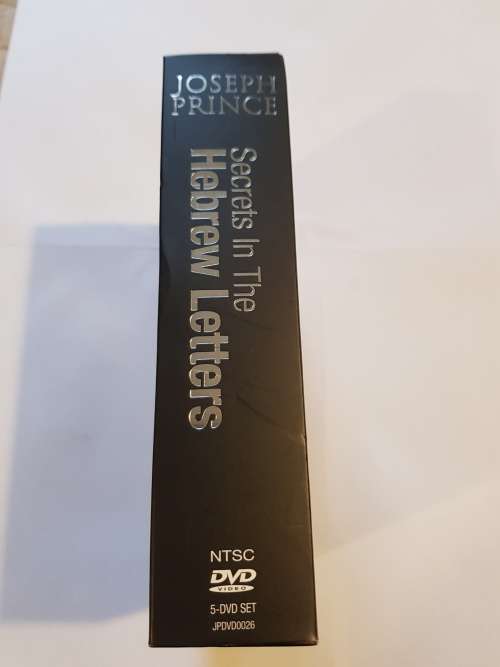 JOSEPH
PRINCE
Secrets In The
Hebrew Letters
NTSC
DVD
VIDEO
5-DVD SET
JPDVD0026